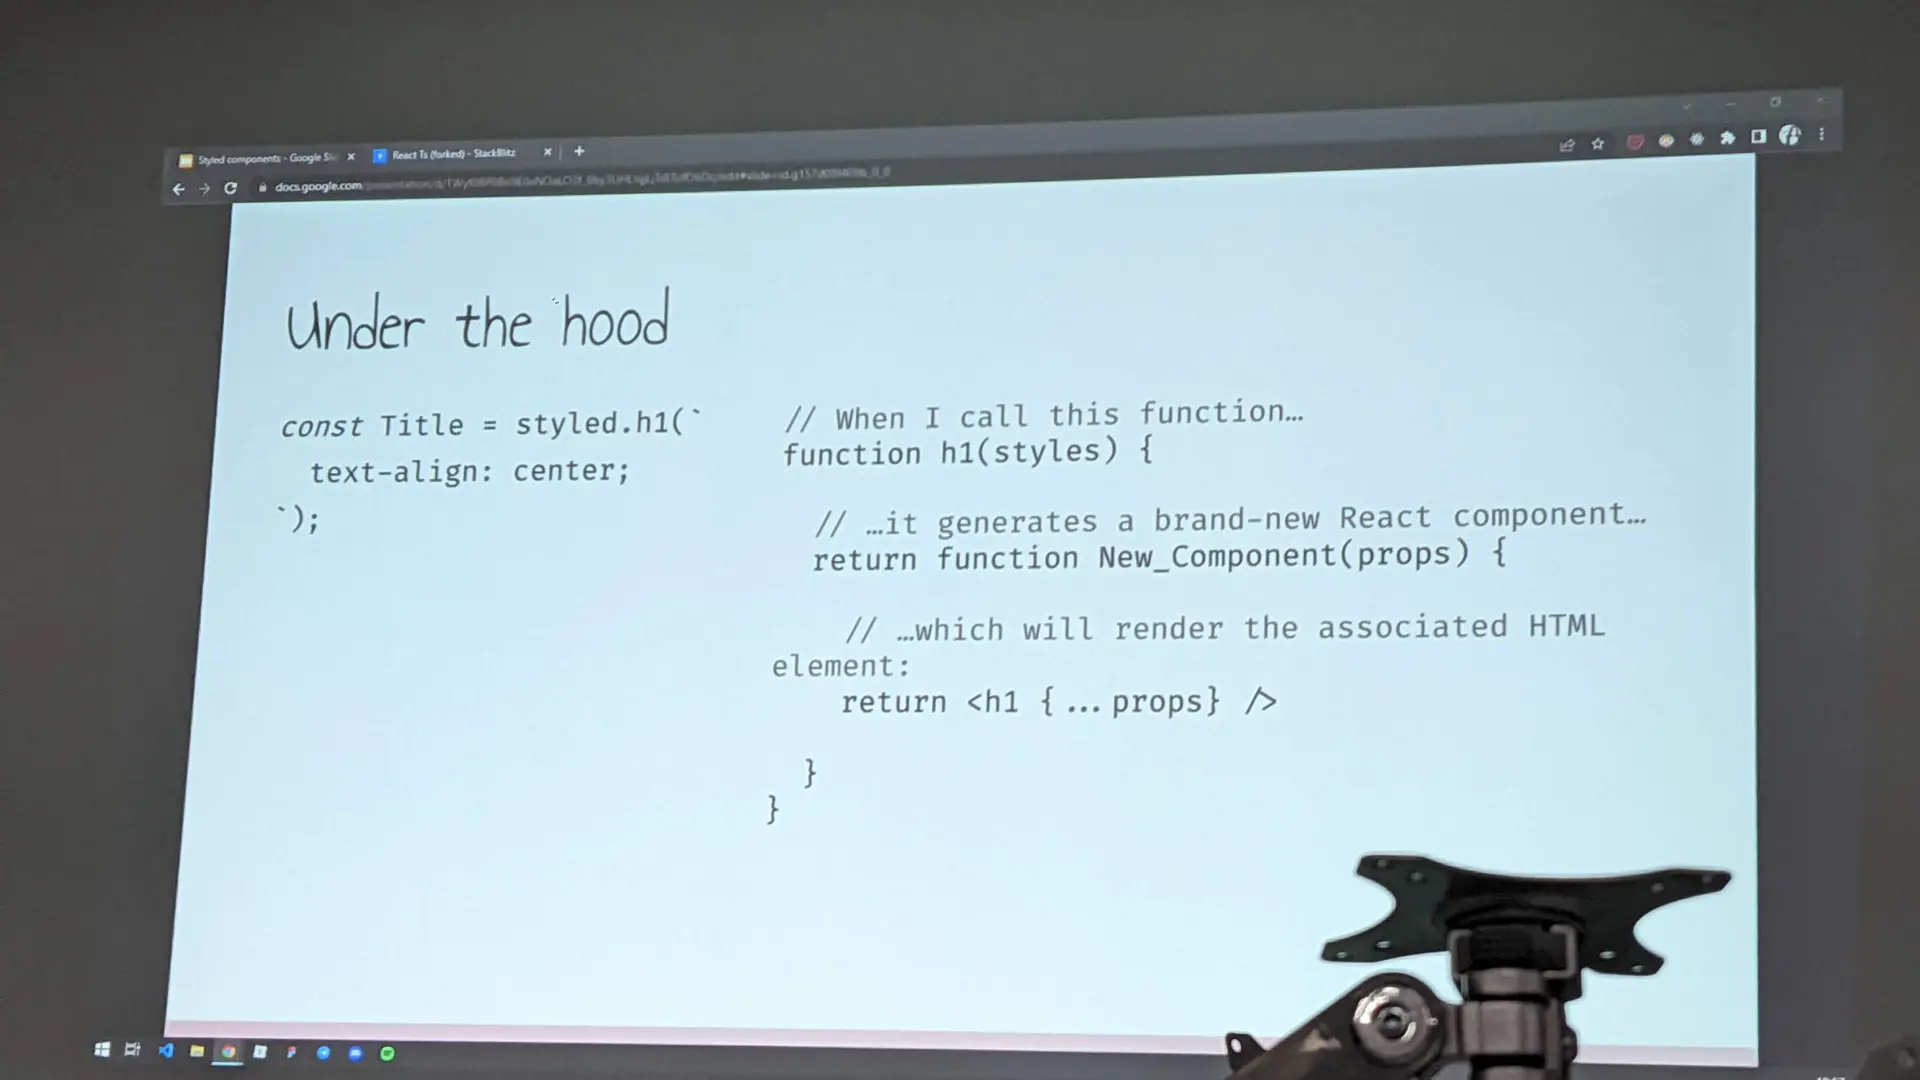 Styled components - Google Sl
React Ts (forked) - StackBlitz
docs.google.com
Under the hood
const Title = styled.h1(`
text-align: center;
`);
// When I call this function…
function h1(styles) {
// …it generates a brand-new React component…
return function New_Component(props) {
// …which will render the associated HTML
element:
return <h1 {...props} />
}
}